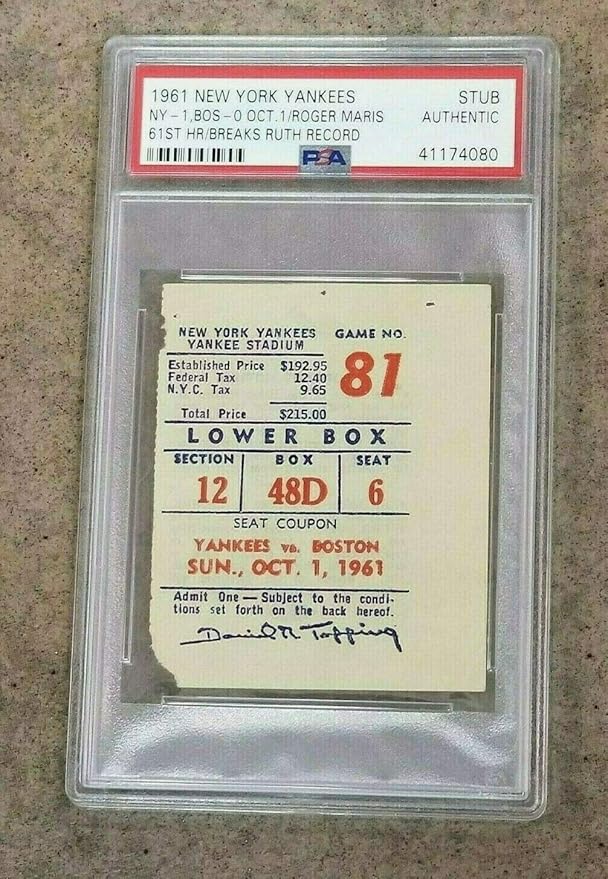 1961 NEW YORK YANKEES STUB
NY-1,BOS-0 OCT.1/ROGER MARIS AUTHENTIC
61ST HR/BREAKS RUTH RECORD
PSA 41174080
NEW YORK YANKEES GAME NO.
YANKEE STADIUM 81
Established Price $192.95
Federal Tax 12.40
N.Y.C. Tax 9.65
Total Price $215.00
LOWER BOX
SECTION BOX SEAT
12 48D 6
SEAT COUPON
YANKEES vs. BOSTON
SUN., OCT. 1, 1961
Admit One — Subject to the condi-
tions set forth on the back hereof.
Daniel R Topping